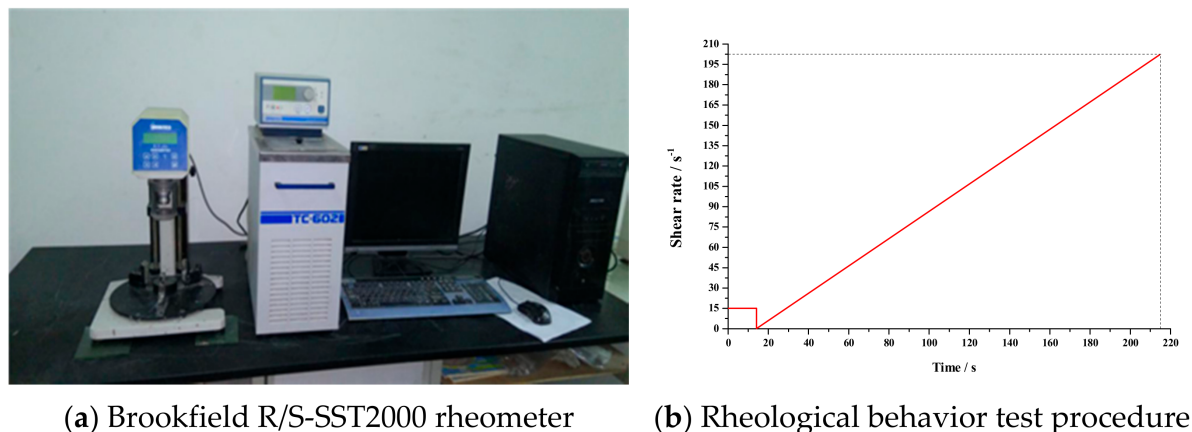 TC-602
210
195
180
165
150
135
120
105
90
75
60
45
30
15
0
Shear rate / s-1
0 20 40 60 80 100 120 140 160 180 200 220
Time / s
(a) Brookfield R/S-SST2000 rheometer
(b) Rheological behavior test procedure